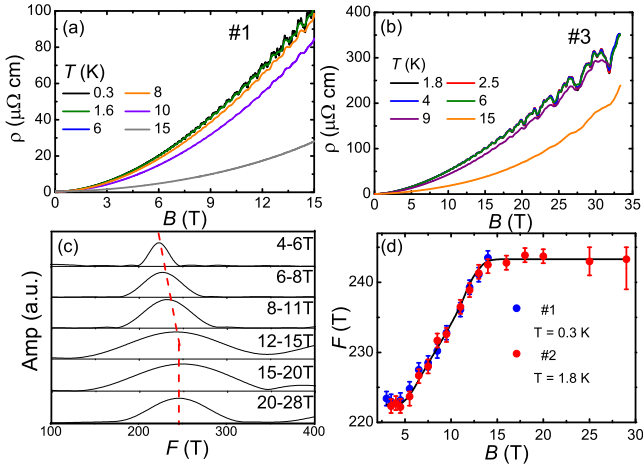 (a) #1
T (K)
0.3 8
1.6 10
6 15
ρ (μΩ cm)
100
80
60
40
20
0
0 3 6 9 12 15
B (T)
(b) #3
T (K)
1.8 2.5
4 6
9 15
ρ (μΩ cm)
400
300
200
100
0
0 5 10 15 20 25 30 35
B (T)
(c)
4-6T
6-8T
8-11T
12-15T
15-20T
20-28T
Amp (a.u.)
100 200 300 400
F (T)
(d)
#1
T = 0.3 K
#2
T = 1.8 K
F (T)
240
230
220
5 10 15 20 25 30
B (T)